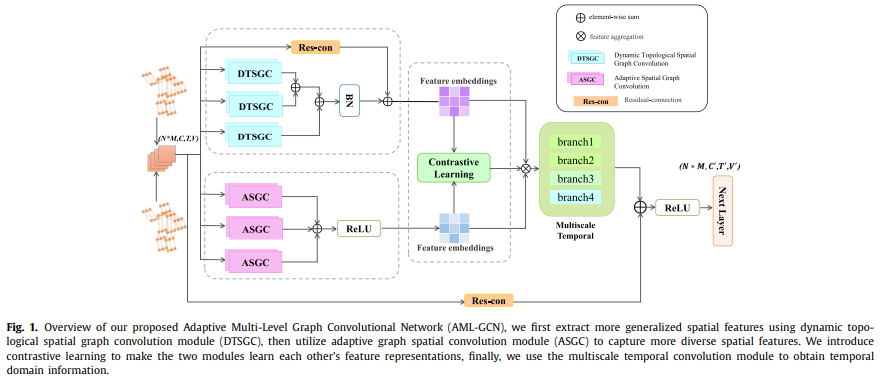 element-wise sum
feature aggregation
DTSGC
Dynamic Topological Spatial
Graph Convolution
ASGC
Adaptive Spatial Graph
Convolution
Res-con
Residual-connection
Res-con
DTSGC
DTSGC
DTSGC
BN
(N*M,C,T,V)
ASGC
ASGC
ASGC
ReLU
Feature embeddings
Contrastive
Learning
Feature embeddings
branch1
branch2
branch3
branch4
Multiscale
Temporal
(N × M, C', T', V')
ReLU
Next Layer
Res-con
Fig. 1. Overview of our proposed Adaptive Multi-Level Graph Convolutional Network (AML-GCN), we first extract more generalized spatial features using dynamic topo-
logical spatial graph convolution module (DTSGC), then utilize adaptive graph spatial convolution module (ASGC) to capture more diverse spatial features. We introduce
contrastive learning to make the two modules learn each other's feature representations, finally, we use the multiscale temporal convolution module to obtain temporal
domain information.